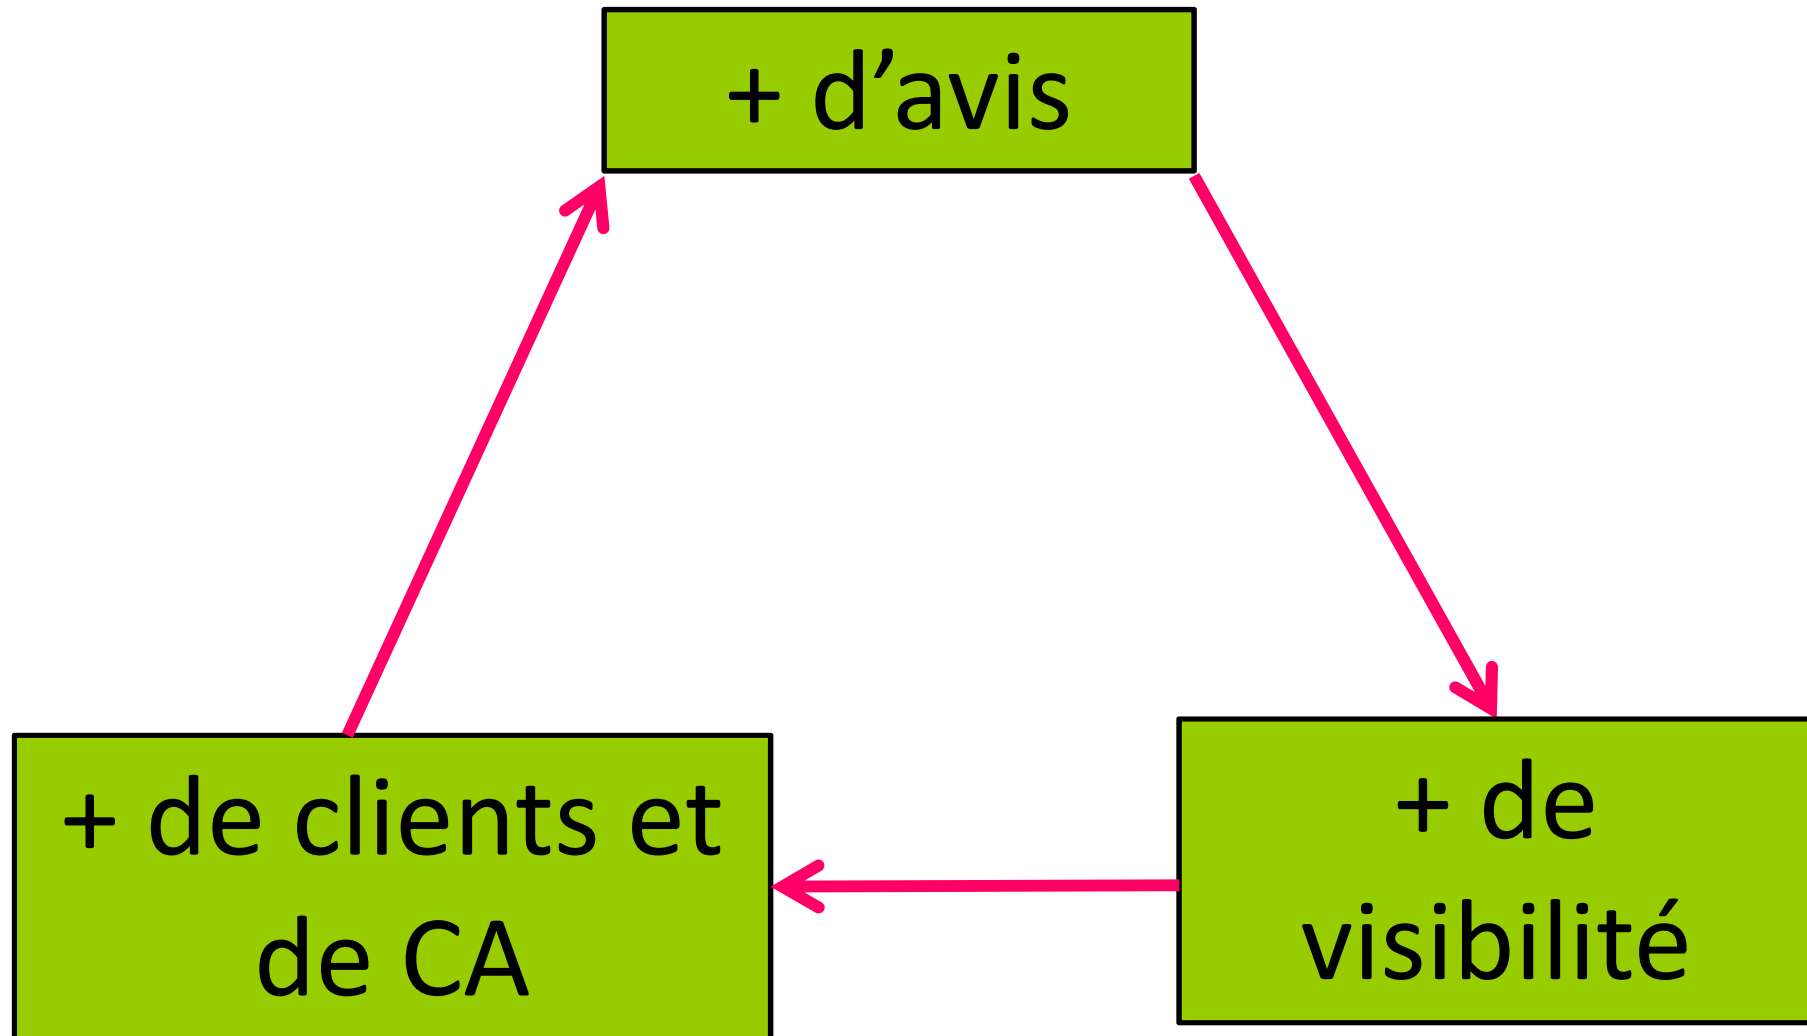 + d’avis
+ de clients et
de CA
+ de
visibilité